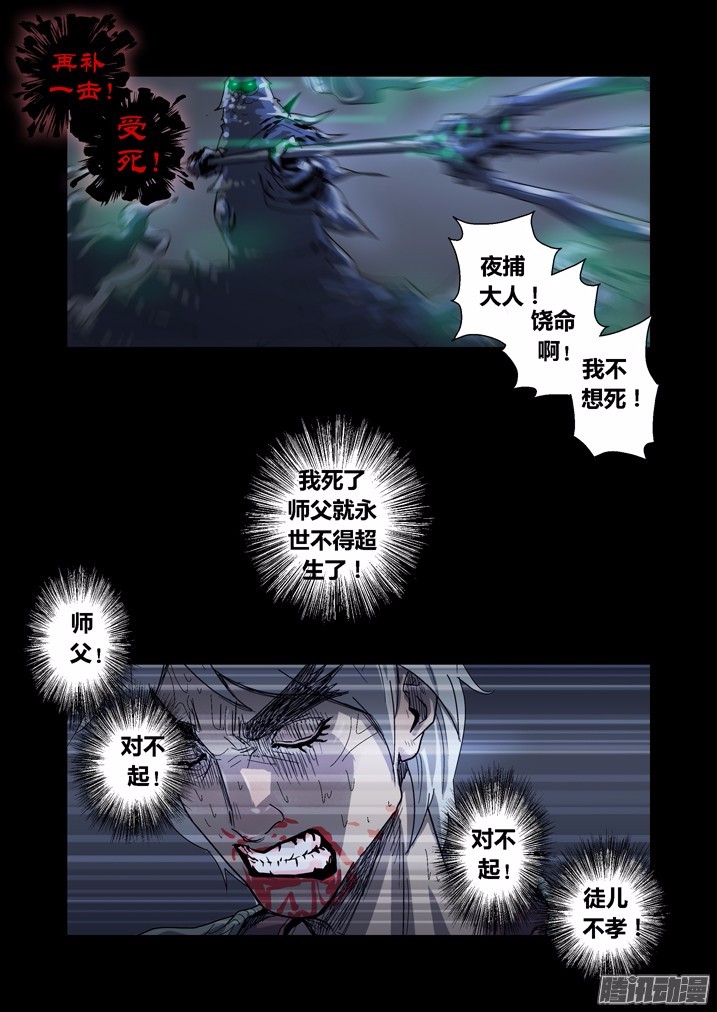 再补
一击！
受
死！
夜捕
大人！
饶命
啊！
我不
想死！
我死了
师父就永
世不得超
生了！
师
父！
对不
起！
对不
起！
徒儿
不孝！
腾讯动漫